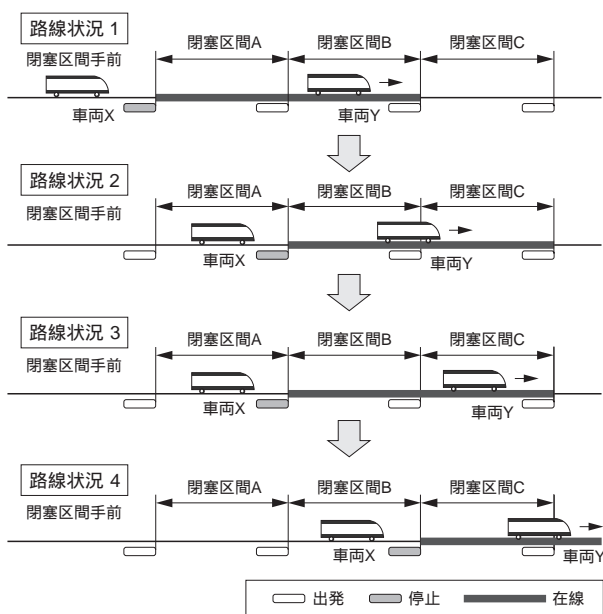 路線状況 1
閉塞区間手前
閉塞区間A
閉塞区間B
閉塞区間C
車両X
車両Y
路線状況 2
閉塞区間手前
閉塞区間A
閉塞区間B
閉塞区間C
車両X
車両Y
路線状況 3
閉塞区間手前
閉塞区間A
閉塞区間B
閉塞区間C
車両X
車両Y
路線状況 4
閉塞区間手前
閉塞区間A
閉塞区間B
閉塞区間C
車両X
車両Y
出発 停止 在線